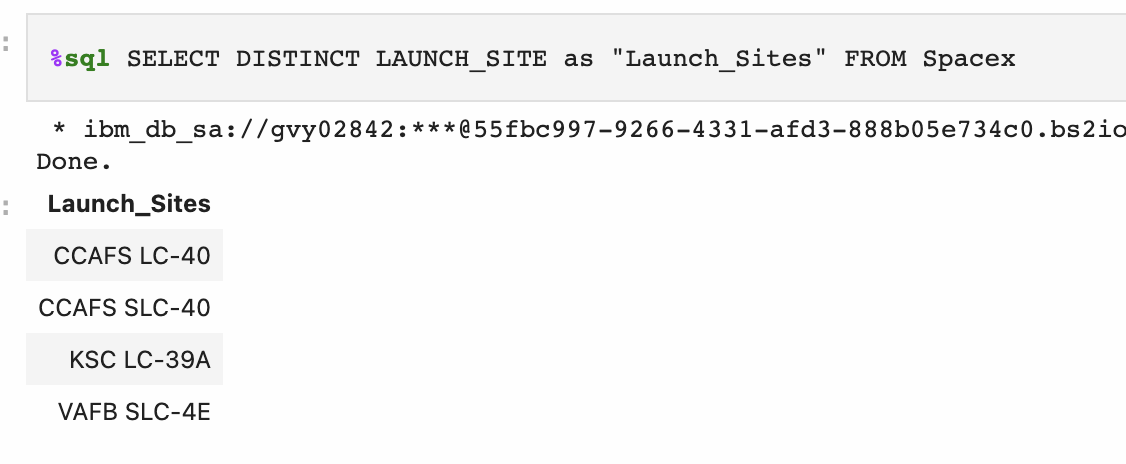 :
%sql SELECT DISTINCT LAUNCH_SITE as "Launch_Sites" FROM Spacex
* ibm_db_sa://gvy02842:***@55fbc997-9266-4331-afd3-888b05e734c0.bs2io
Done.
:
Launch_Sites
CCAFS LC-40
CCAFS SLC-40
KSC LC-39A
VAFB SLC-4E